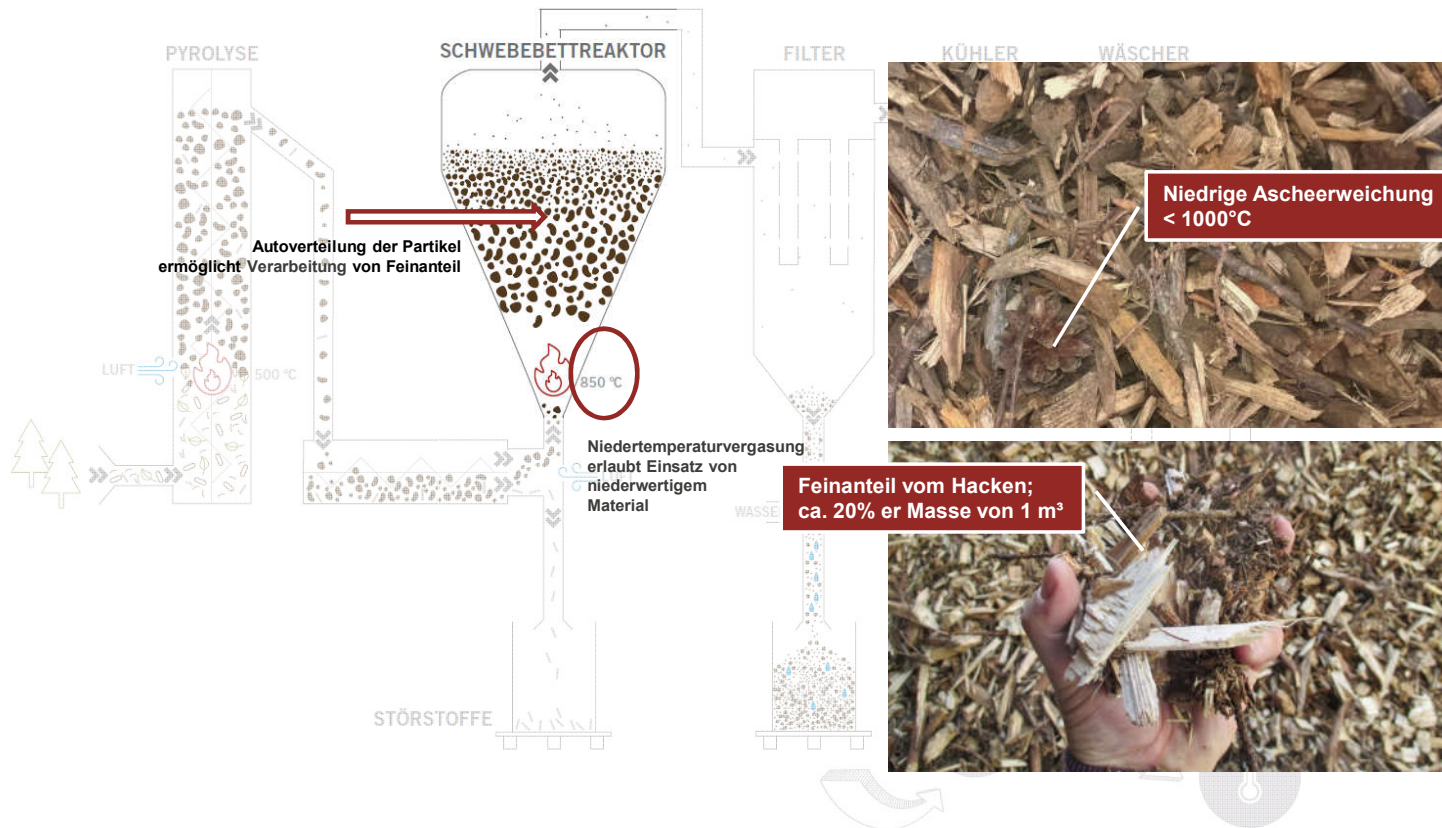 PYROLYSE
SCHWEBEBETTREAKTOR
FILTER
KÜHLER
WÄSCHER
Niedrige Ascheerweichung
< 1000°C
Autoverteilung der Partikel
ermöglicht Verarbeitung von Feinanteil
LUFT
500 °C
850 °C
Niedertemperaturvergasung
erlaubt Einsatz von
niederwertigem
Material
Feinanteil vom Hacken;
ca. 20% er Masse von 1 m³
WASSE
STÖRSTOFFE